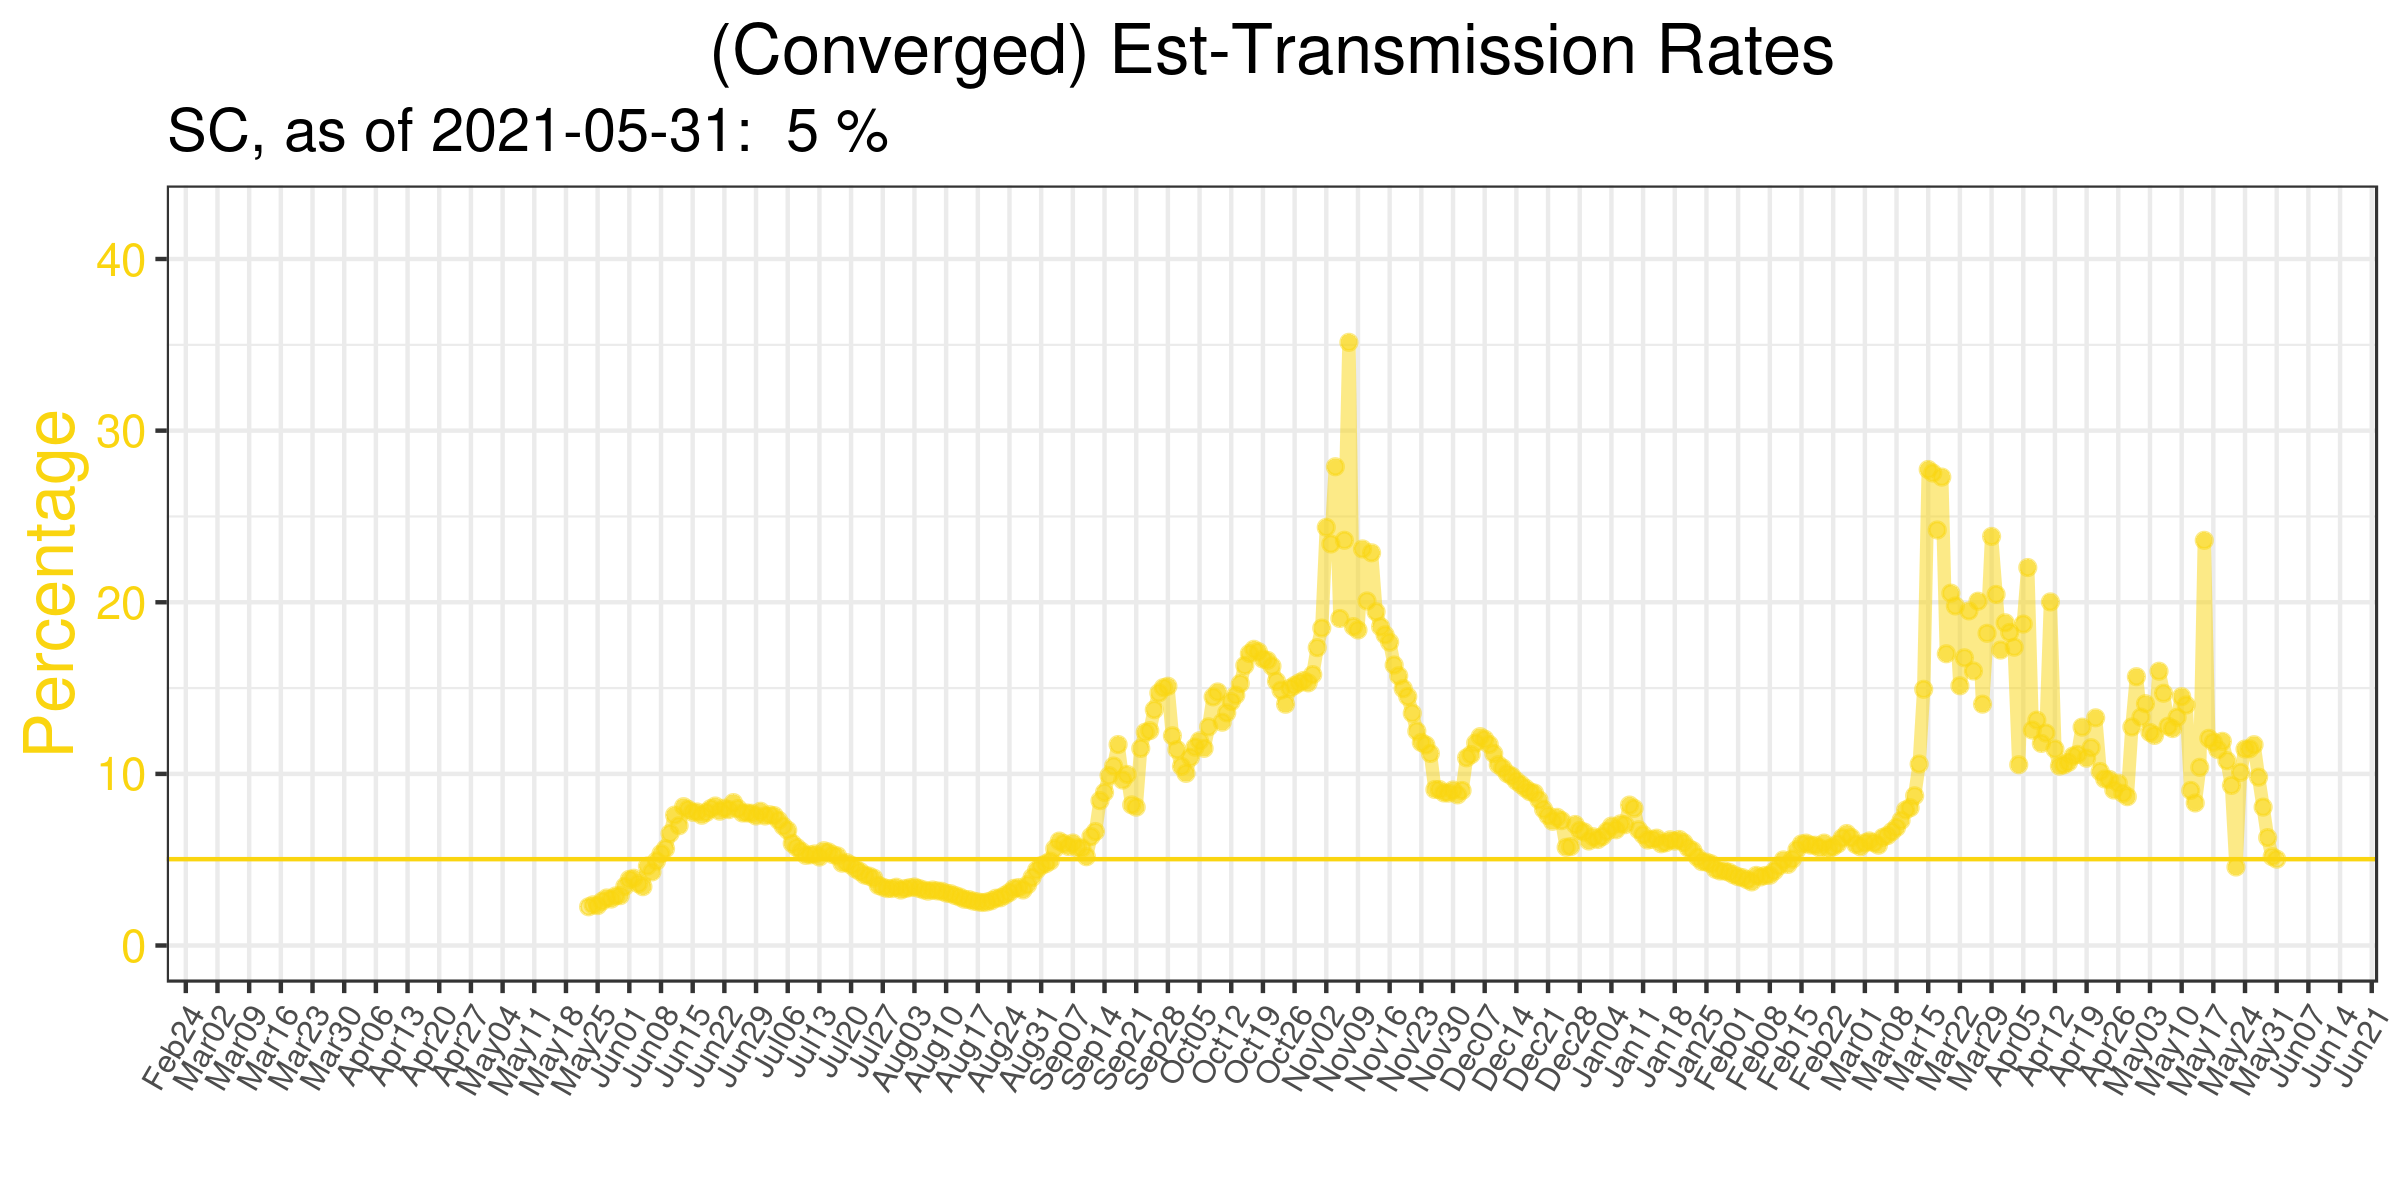 (Converged) Est-Transmission Rates
SC, as of 2021-05-31:  5 %
Percentage
40
30
20
10
0
Feb24
Mar02
Mar09
Mar16
Mar23
Mar30
Apr06
Apr13
Apr20
Apr27
May04
May11
May18
May25
Jun01
Jun08
Jun15
Jun22
Jun29
Jul06
Jul13
Jul20
Jul27
Aug03
Aug10
Aug17
Aug24
Aug31
Sep07
Sep14
Sep21
Sep28
Oct05
Oct12
Oct19
Oct26
Nov02
Nov09
Nov16
Nov23
Nov30
Dec07
Dec14
Dec21
Dec28
Jan04
Jan11
Jan18
Jan25
Feb01
Feb08
Feb15
Feb22
Mar01
Mar08
Mar15
Mar22
Mar29
Apr05
Apr12
Apr19
Apr26
May03
May10
May17
May24
May31
Jun07
Jun14
Jun21